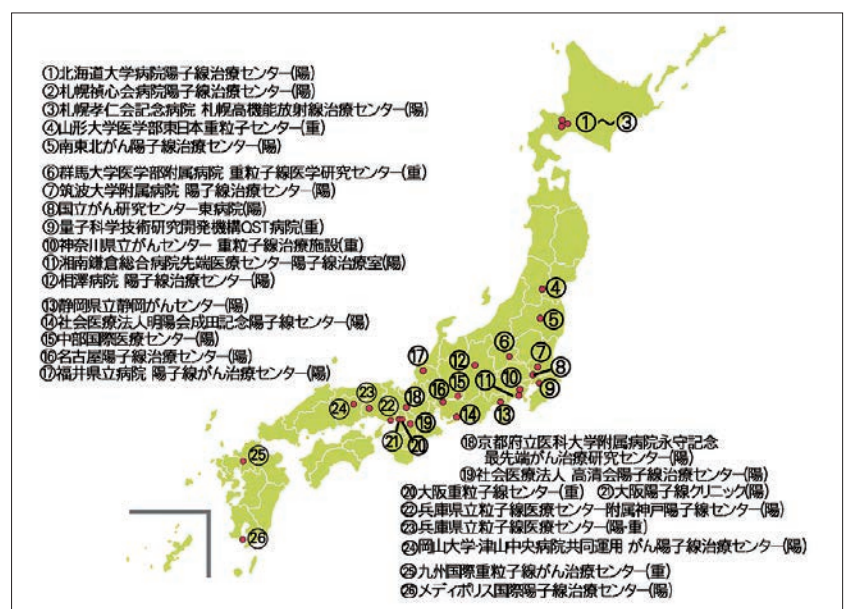 ①北海道大学病院陽子線治療センター(陽)
②札幌禎心会病院陽子線治療センター(陽)
③札幌孝仁会記念病院 札幌高機能放射線治療センター(陽)
④山形大学医学部東日本重粒子センター(重)
⑤南東北がん陽子線治療センター(陽)
⑥群馬大学医学部附属病院 重粒子線医学研究センター(重)
⑦筑波大学附属病院 陽子線治療センター(陽)
⑧国立がん研究センター東病院(陽)
⑨量子科学技術研究開発機構QST病院(重)
⑩神奈川県立がんセンター 重粒子線治療施設(重)
⑪湘南鎌倉総合病院先端医療センター陽子線治療室(陽)
⑫相澤病院 陽子線治療センター(陽)
⑬静岡県立静岡がんセンター(陽)
⑭社会医療法人明陽会成田記念陽子線センター(陽)
⑮中部国際医療センター(陽)
⑯名古屋陽子線治療センター(陽)
⑰福井県立病院 陽子線がん治療センター(陽)
①～③
④
⑤
⑥
⑦
⑧
⑨
⑩
⑪
⑫
⑬
⑭
⑮
⑯
⑰
⑱
⑲
⑳
㉑
㉒
㉓
㉔
㉕
㉖
⑱京都府立医科大学附属病院永守記念
最先端がん治療研究センター(陽)
⑲社会医療法人 高清会陽子線治療センター(陽)
⑳大阪重粒子線センター(重) ㉑大阪陽子線クリニック(陽)
㉒兵庫県立粒子線医療センター附属神戸陽子線センター(陽)
㉓兵庫県立粒子線医療センター(陽・重)
㉔岡山大学・津山中央病院共同運用 がん陽子線治療センター(陽)
㉕九州国際重粒子線がん治療センター(重)
㉖メディポリス国際陽子線治療センター(陽)